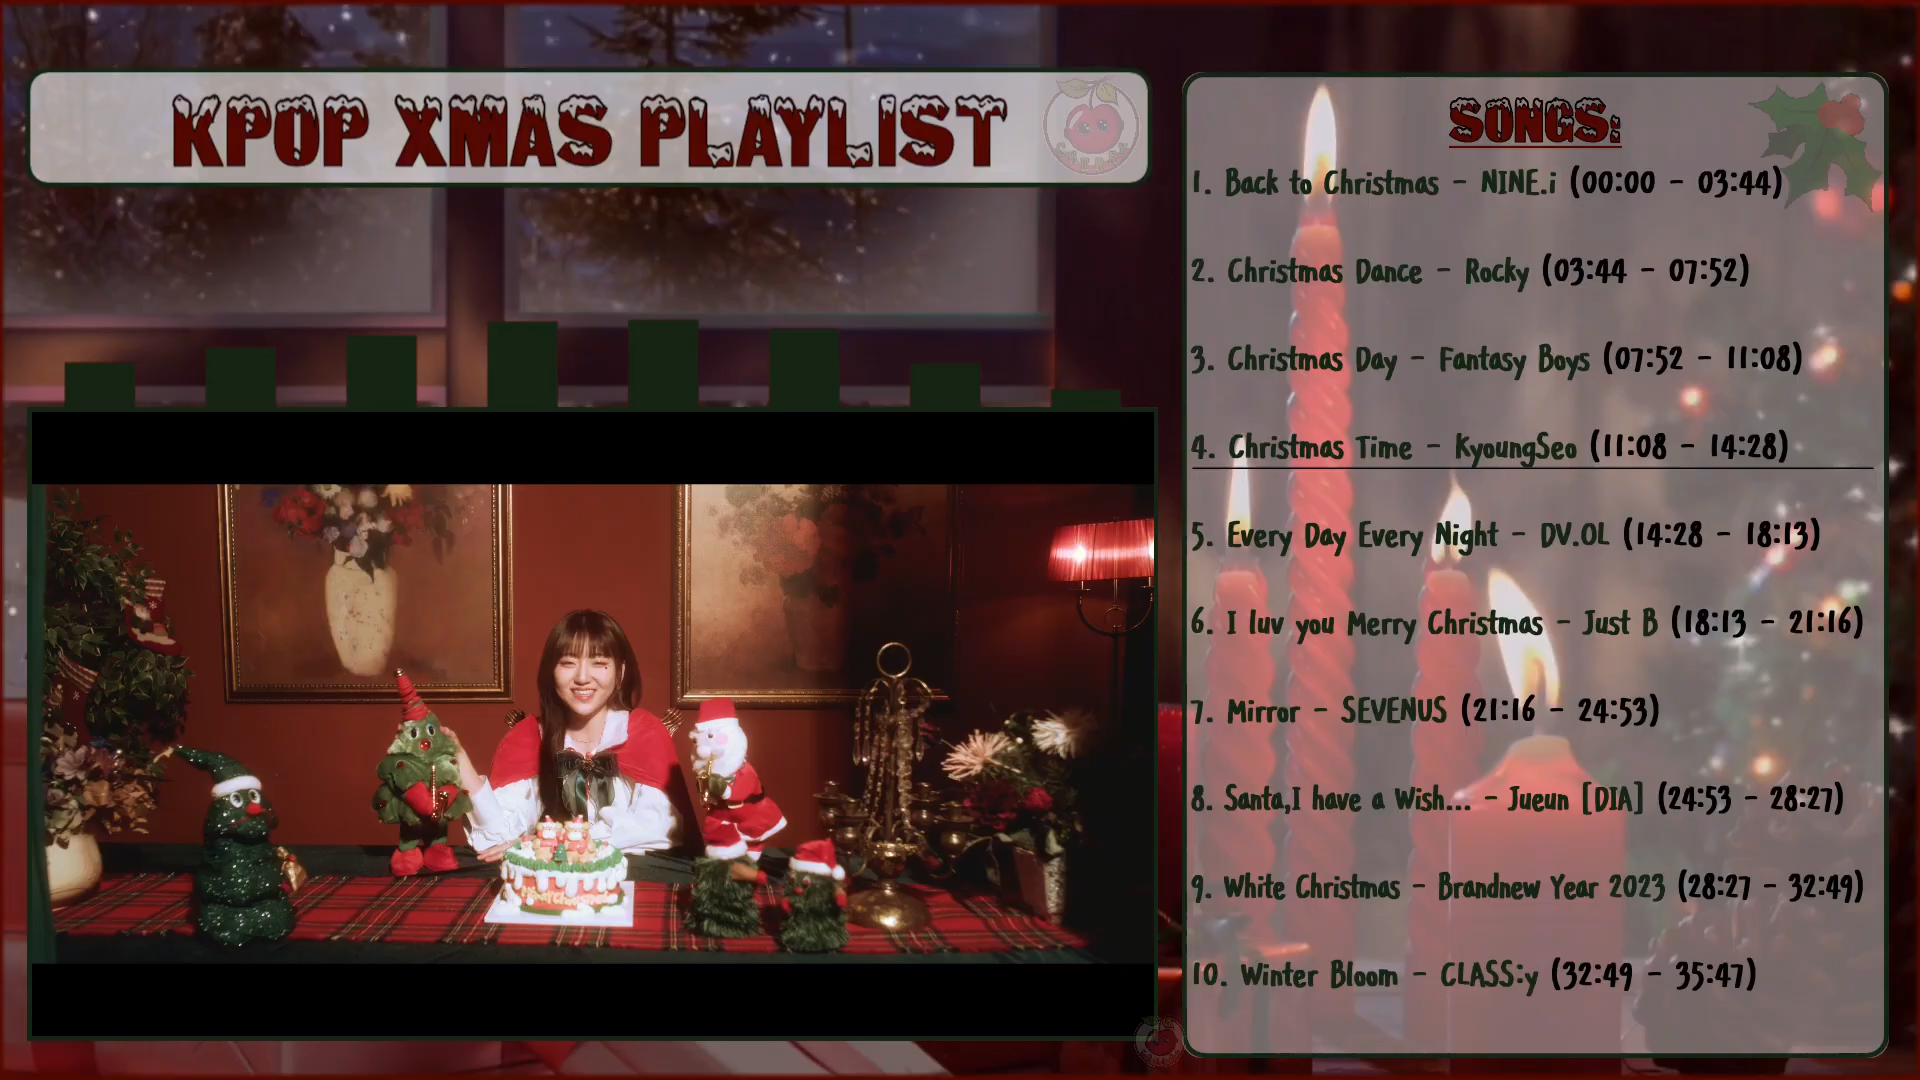 KPOP XMAS PLAYLIST
SONGS:
1. Back to Christmas - NINE.i (00:00 - 03:44)
2. Christmas Dance - Rocky (03:44 - 07:52)
3. Christmas Day - Fantasy Boys (07:52 - 11:08)
4. Christmas Time - KyoungSeo (11:08 - 14:28)
5. Every Day Every Night - DV.OL (14:28 - 18:13)
6. I luv you Merry Christmas - Just B (18:13 - 21:16)
7. Mirror - SEVENUS (21:16 - 24:53)
8. Santa,I have a Wish... - Jueun [DIA] (24:53 - 28:27)
9. White Christmas - Brandnew Year 2023 (28:27 - 32:49)
10. Winter Bloom - CLASS:y (32:49 - 35:47)